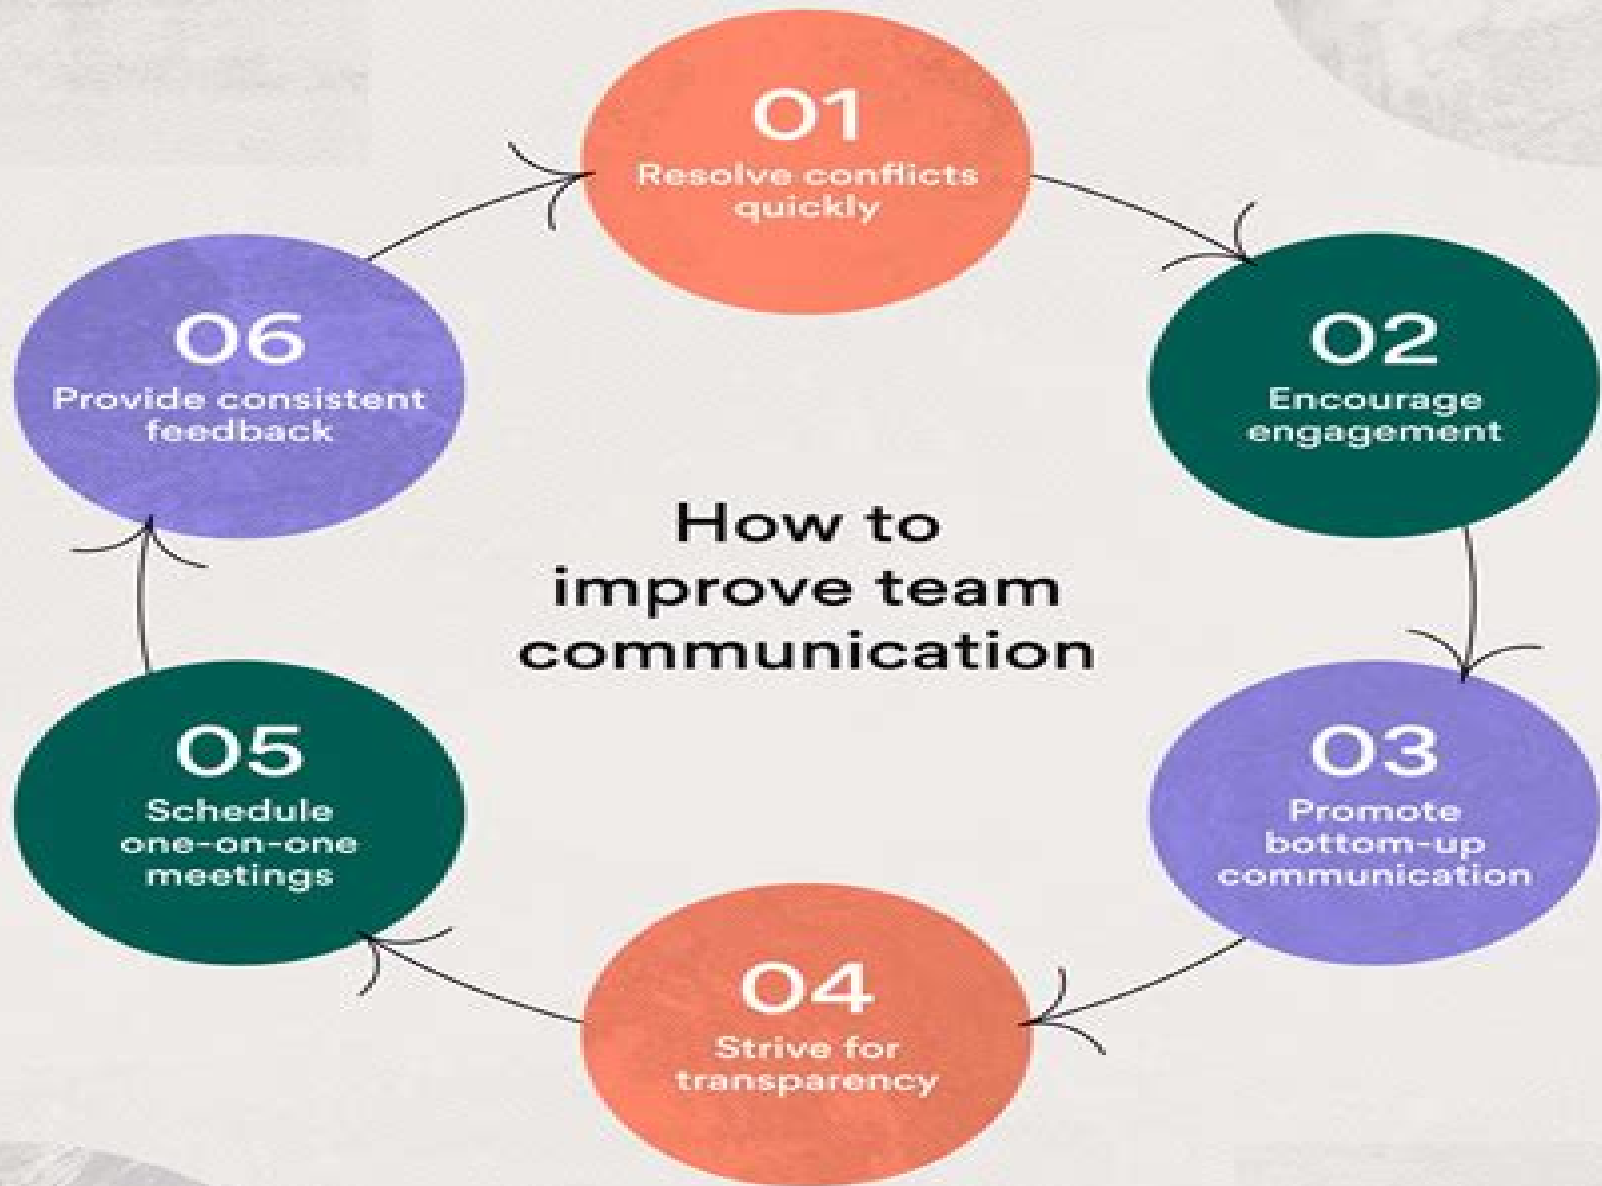 How to
improve team
communication
01
Resolve conflicts
quickly
02
Encourage
engagement
03
Promote
bottom-up
communication
04
Strive for
transparency
05
Schedule
one-on-one
meetings
06
Provide consistent
feedback